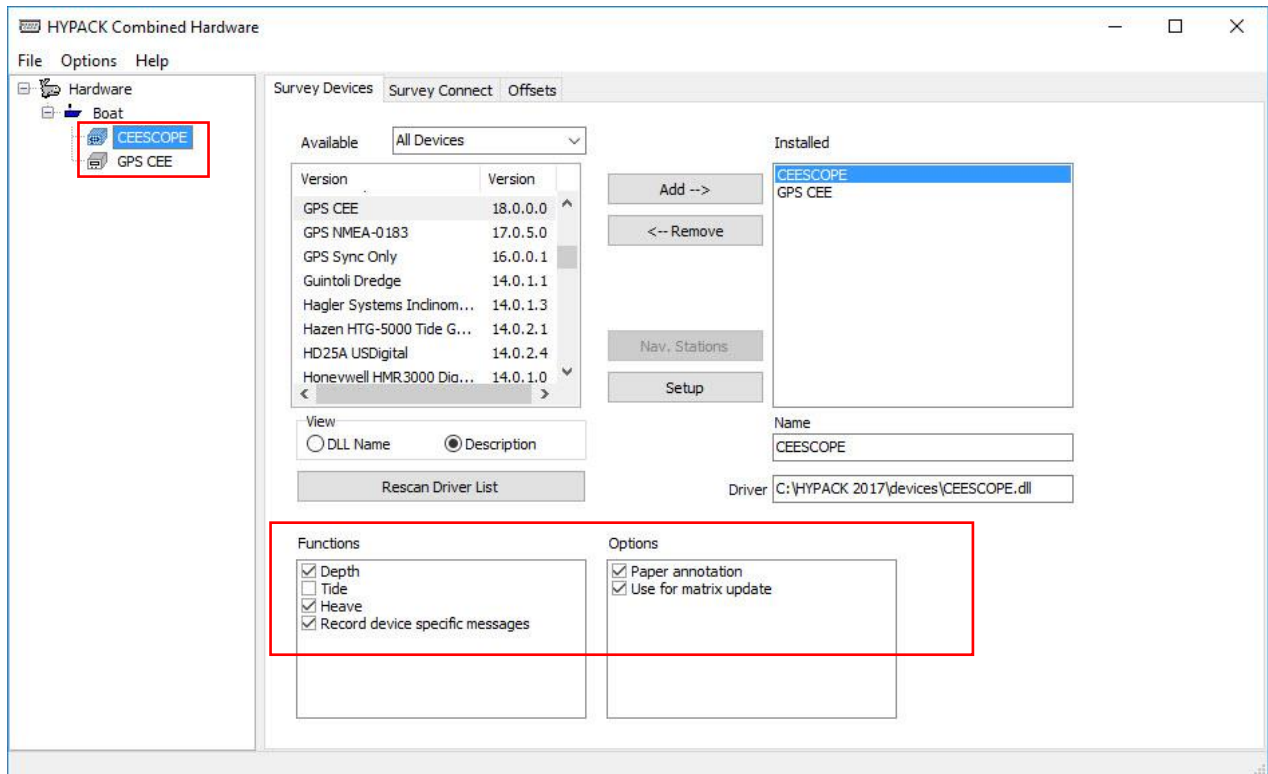 HYPACK Combined Hardware
File Options Help
Hardware
Boat
CEESCOPE
GPS CEE
Survey Devices Survey Connect Offsets
Available All Devices
Version Version
GPS CEE 18.0.0.0
GPS NMEA-0183 17.0.5.0
GPS Sync Only 16.0.0.1
Guintoli Dredge 14.0.1.1
Hagler Systems Inclinom... 14.0.1.3
Hazen HTG-5000 Tide G... 14.0.2.1
HD25A USDigital 14.0.2.4
Honeywell HMR3000 Dig... 14.0.1.0
View
DLL Name Description
Rescan Driver List
Add -->
<-- Remove
Nav. Stations
Setup
Installed
CEESCOPE
GPS CEE
Name
CEESCOPE
Driver C:\HYPACK 2017\devices\CEESCOPE.dll
Functions
Depth
Tide
Heave
Record device specific messages
Options
Paper annotation
Use for matrix update